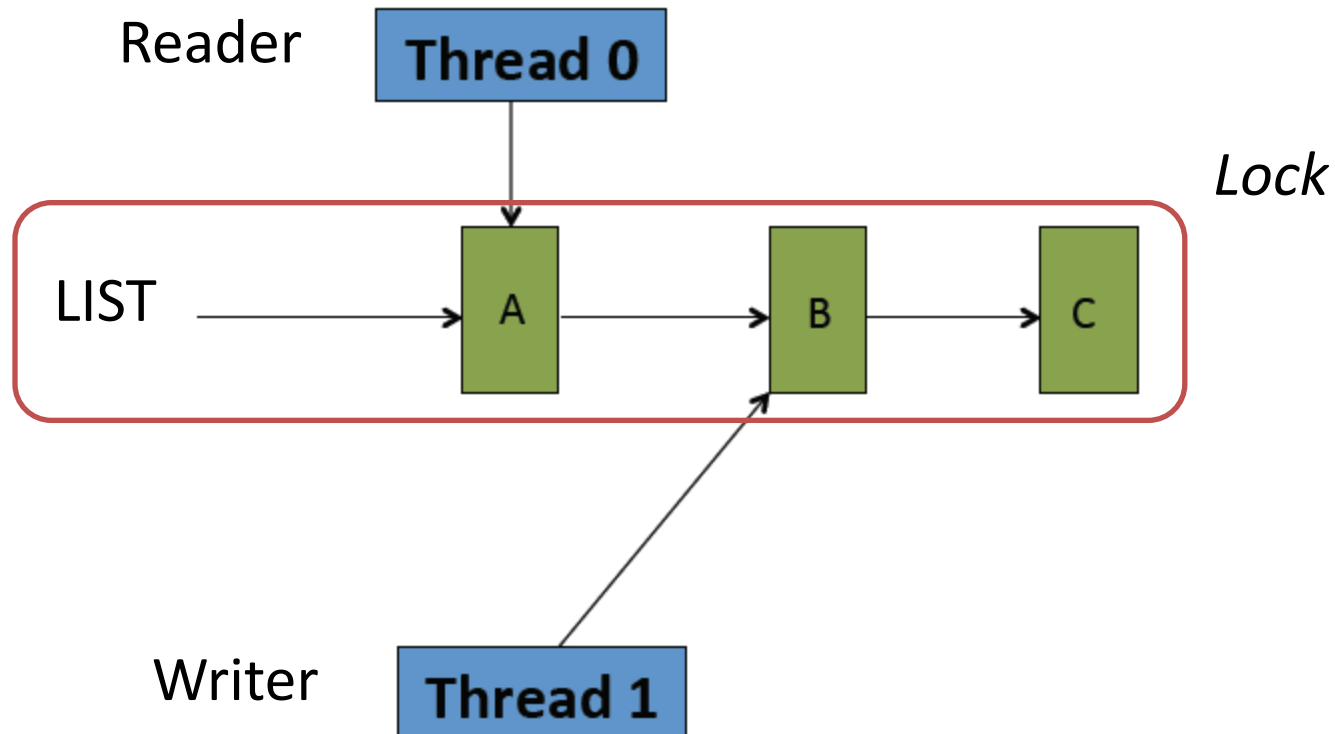 Reader
Thread 0
Lock
LIST
A
B
C
Writer
Thread 1